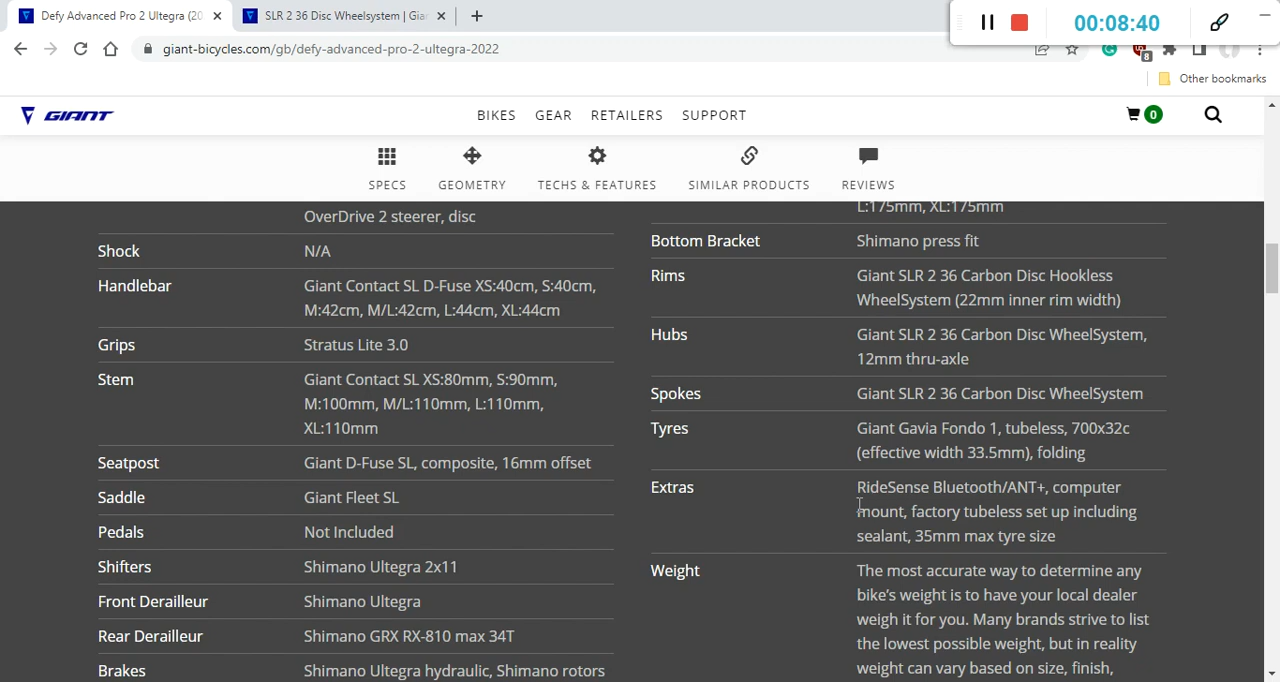 Defy Advanced Pro 2 Ultegra (20
SLR 2 36 Disc Wheelsystem | Gia
00:08:40
giant-bicycles.com/gb/defy-advanced-pro-2-ultegra-2022
8
Other bookmarks
GIANT
BIKES GEAR RETAILERS SUPPORT
0
SPECS GEOMETRY TECHS & FEATURES SIMILAR PRODUCTS REVIEWS
OverDrive 2 steerer, disc
Shock N/A
Handlebar Giant Contact SL D-Fuse XS:40cm, S:40cm,
M:42cm, M/L:42cm, L:44cm, XL:44cm
Grips Stratus Lite 3.0
Stem Giant Contact SL XS:80mm, S:90mm,
M:100mm, M/L:110mm, L:110mm,
XL:110mm
Seatpost Giant D-Fuse SL, composite, 16mm offset
Saddle Giant Fleet SL
Pedals Not Included
Shifters Shimano Ultegra 2x11
Front Derailleur Shimano Ultegra
Rear Derailleur Shimano GRX RX-810 max 34T
Brakes Shimano Ultegra hydraulic, Shimano rotors
L:175mm, XL:175mm
Bottom Bracket Shimano press fit
Rims Giant SLR 2 36 Carbon Disc Hookless
WheelSystem (22mm inner rim width)
Hubs Giant SLR 2 36 Carbon Disc WheelSystem,
12mm thru-axle
Spokes Giant SLR 2 36 Carbon Disc WheelSystem
Tyres Giant Gavia Fondo 1, tubeless, 700x32c
(effective width 33.5mm), folding
Extras RideSense Bluetooth/ANT+, computer
mount, factory tubeless set up including
sealant, 35mm max tyre size
Weight The most accurate way to determine any
bike's weight is to have your local dealer
weigh it for you. Many brands strive to list
the lowest possible weight, but in reality
weight can vary based on size, finish,